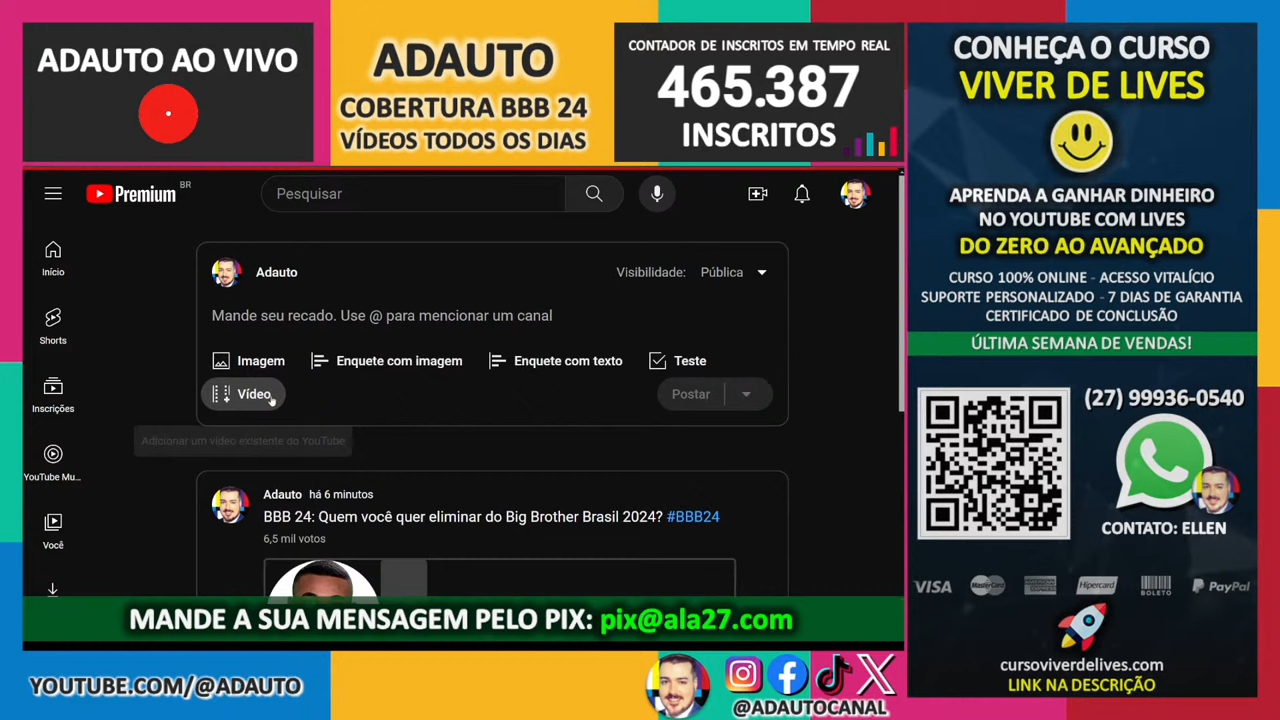 ADAUTO AO VIVO
ADAUTO
COBERTURA BBB 24
VÍDEOS TODOS OS DIAS
CONTADOR DE INSCRITOS EM TEMPO REAL
465.387
INSCRITOS
CONHEÇA O CURSO
VIVER DE LIVES
APRENDA A GANHAR DINHEIRO
NO YOUTUBE COM LIVES
DO ZERO AO AVANÇADO
CURSO 100% ONLINE - ACESSO VITALÍCIO
SUPORTE PERSONALIZADO - 7 DIAS DE GARANTIA
CERTIFICADO DE CONCLUSÃO
ÚLTIMA SEMANA DE VENDAS!
(27) 99936-0540
CONTATO: ELLEN
VISA MasterCard AMERICAN EXPRESS Hipercard BOLETO PayPal
cursoviverdelives.com
LINK NA DESCRIÇÃO
Premium BR
Pesquisar
Início
Shorts
Inscrições
YouTube Mu...
Você
Adauto
Visibilidade: Pública
Mande seu recado. Use @ para mencionar um canal
Imagem Enquete com imagem Enquete com texto Teste
Vídeo Postar
Adicionar um vídeo existente do YouTube
Adauto há 6 minutos
BBB 24: Quem você quer eliminar do Big Brother Brasil 2024? #BBB24
6,5 mil votos
MANDE A SUA MENSAGEM PELO PIX: pix@ala27.com
YOUTUBE.COM/@ADAUTO
@ADAUTOCANAL